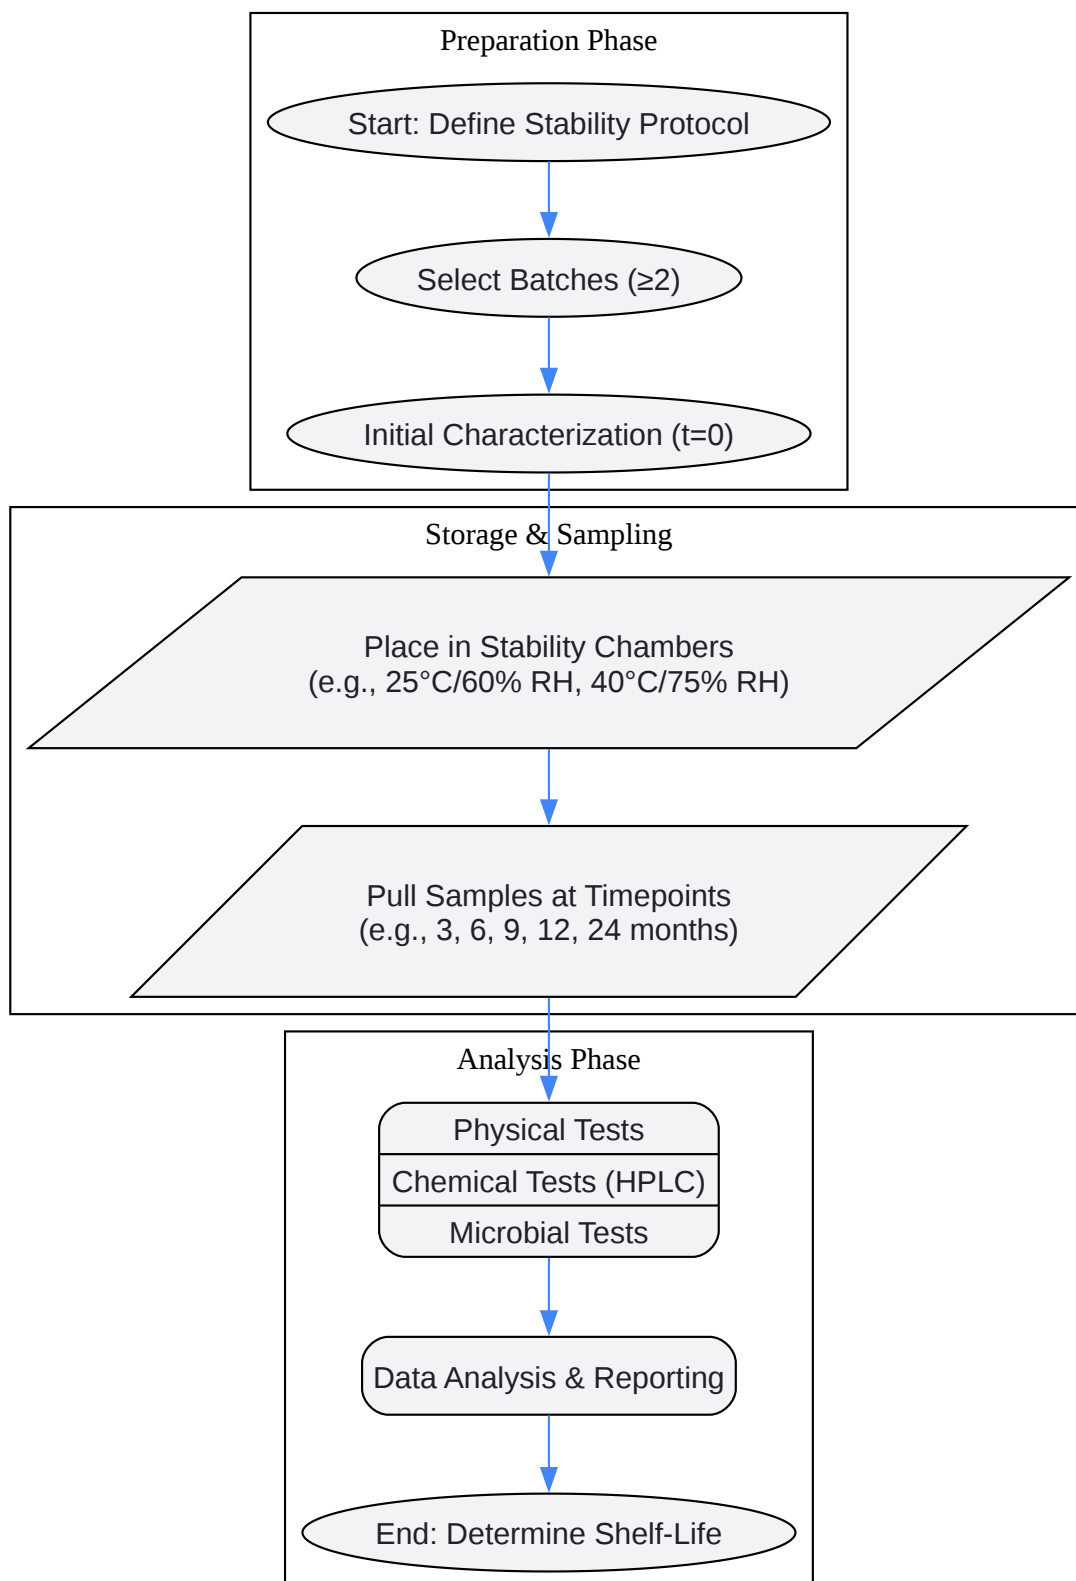 Preparation Phase
Start: Define Stability Protocol
Select Batches (≥2)
Initial Characterization (t=0)
Storage & Sampling
Place in Stability Chambers
(e.g., 25°C/60% RH, 40°C/75% RH)
Pull Samples at Timepoints
(e.g., 3, 6, 9, 12, 24 months)
Analysis Phase
Physical Tests
Chemical Tests (HPLC)
Microbial Tests
Data Analysis & Reporting
End: Determine Shelf-Life